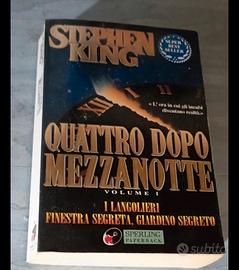 STEPHEN
KING
SUPER
BEST
SELLER
XII
I
« L'ora in cui gli incubi
diventano realtà. »
QUATTRO DOPO
MEZZANOTTE
VOLUME 1
I LANGOLIERI
FINESTRA SEGRETA, GIARDINO SEGRETO
SPERLING
PAPERBACK
subito